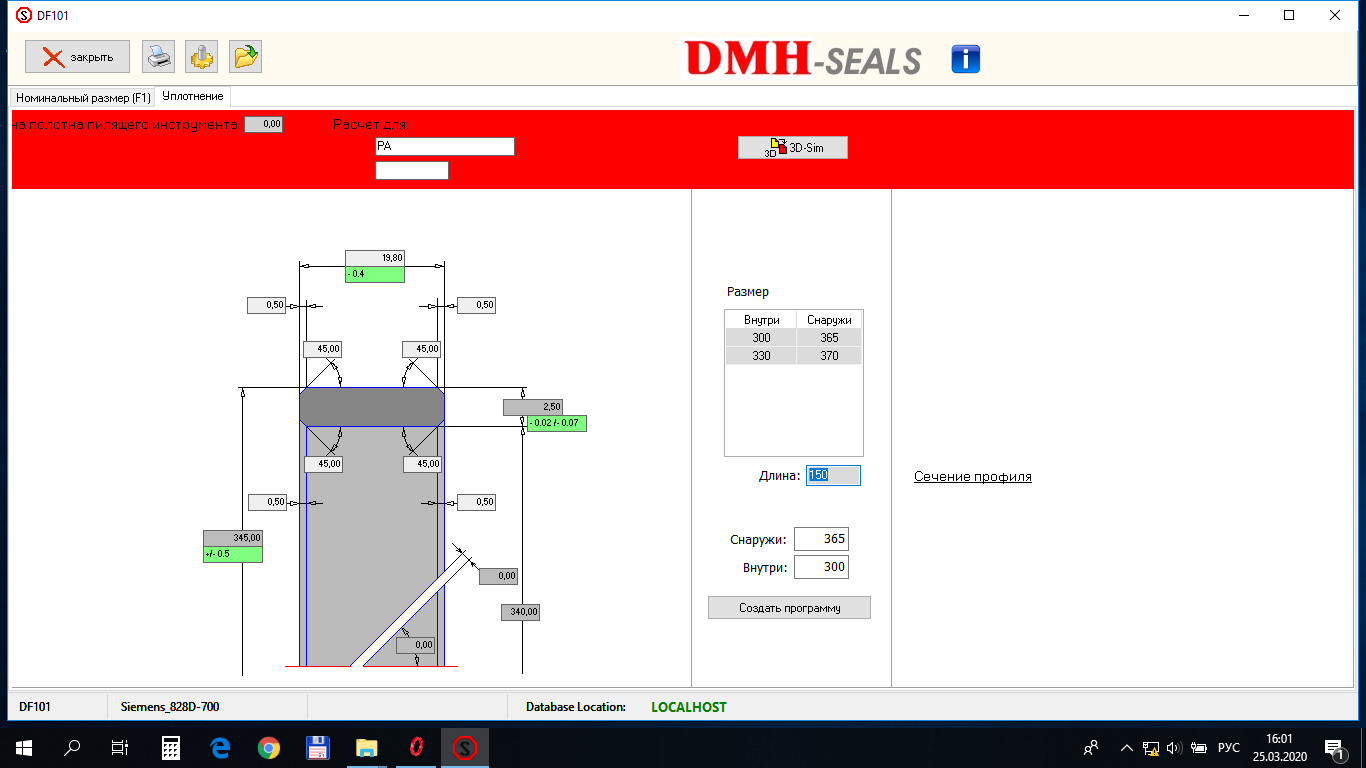 DF101
закрыть
DMH-SEALS
Номинальный размер (F1) Уплотнение
на полотна пилящего инструмента: 0,00 Расчет для:
PA
3D 3D-Sim
19,80
- 0.4
0,50 0,50
45,00 45,00
2,50
- 0.02 /- 0.07
45,00 45,00
0,50 0,50
345,00
+/- 0.5
0,00
340,00
0,00
Размер
Внутри Снаружи
300 365
330 370
Длина: 150
Снаружи: 365
Внутри: 300
Создать программу
Сечение профиля
DF101 Siemens_828D-700 Database Location: LOCALHOST
РУС 16:01
25.03.2020
1